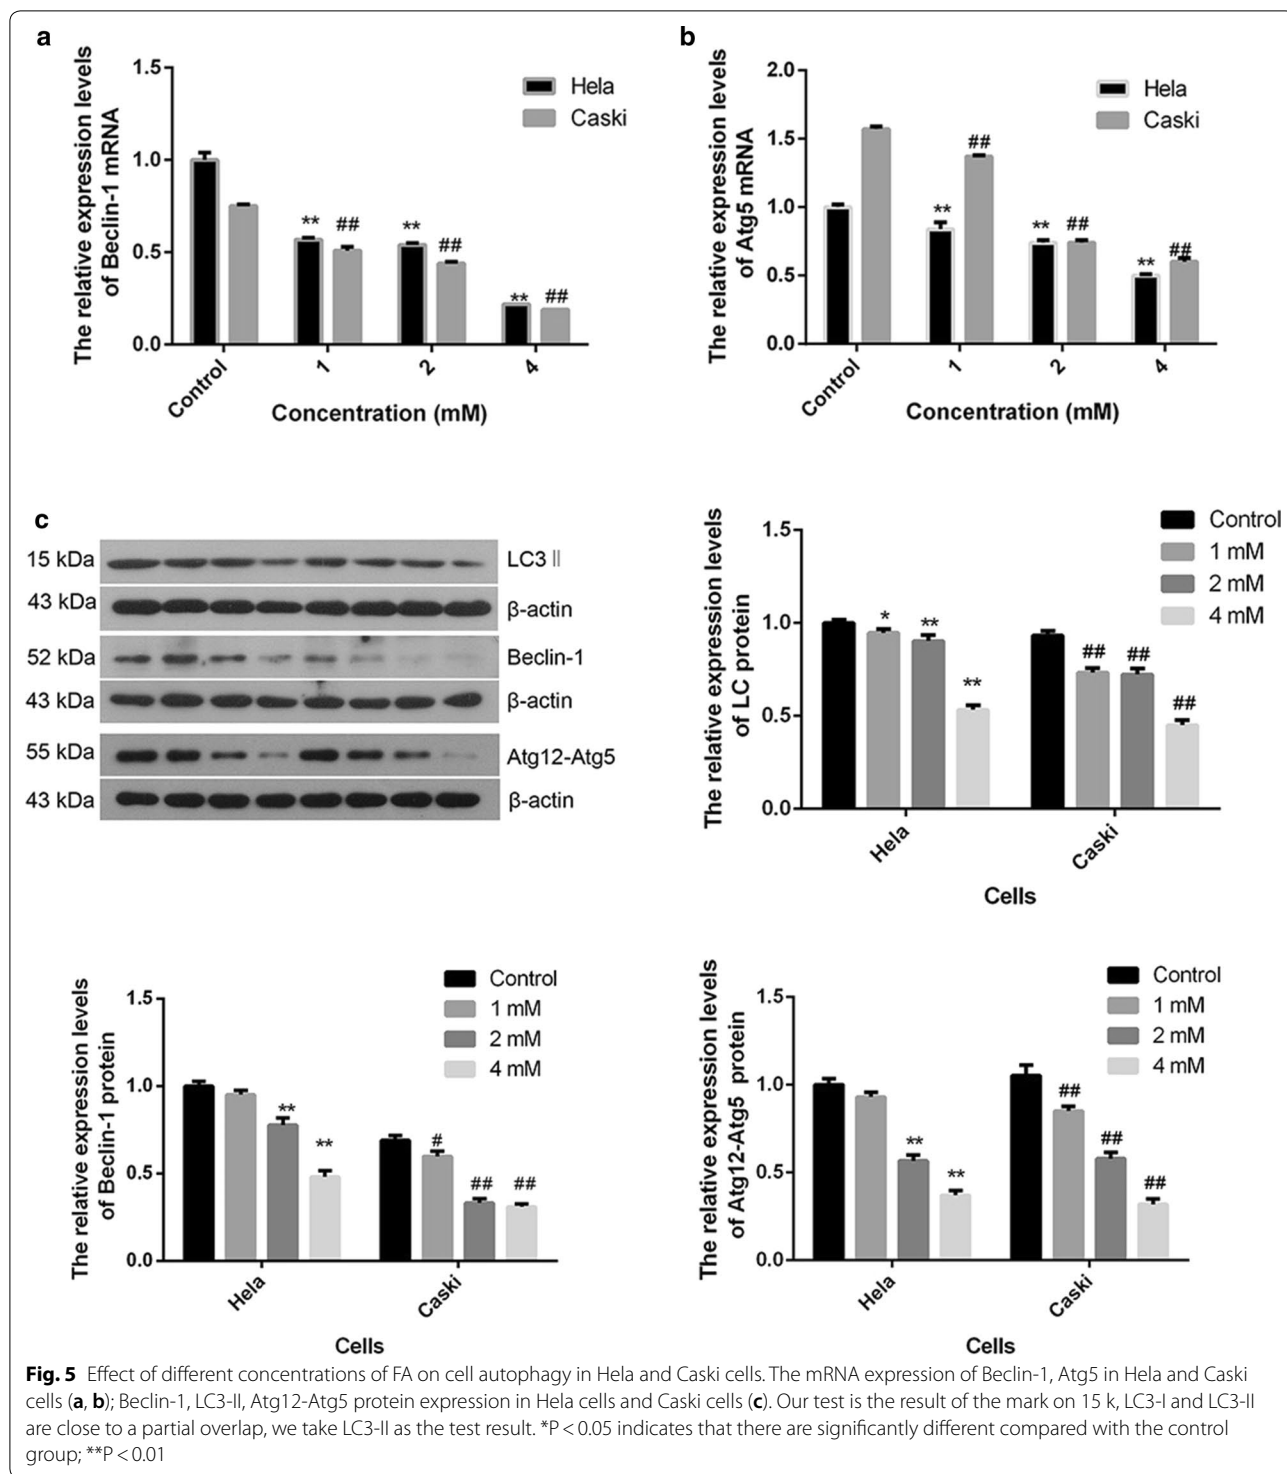 a
The relative expression levels
of Beclin-1 mRNA
1.5
1.0
0.5
0.0
Hela
Caski
** ## ** ## ** ##
Control 1 2 4
Concentration (mM)
b
The relative expression levels
of Atg5 mRNA
2.0
1.5
1.0
0.5
0.0
Hela
Caski
** ## ** ## ** ##
Control 1 2 4
Concentration (mM)
c
15 kDa LC3Ⅱ
43 kDa β-actin
52 kDa Beclin-1
43 kDa β-actin
55 kDa Atg12-Atg5
43 kDa β-actin
The relative expression levels
of LC protein
1.5
1.0
0.5
0.0
Control
1 mM
2 mM
4 mM
* ** ** ## ## ##
Hela Caski
Cells
The relative expression levels
of Beclin-1 protein
1.5
1.0
0.5
0.0
Control
1 mM
2 mM
4 mM
** ** # ## ##
Hela Caski
Cells
The relative expression levels
of Atg12-Atg5 protein
1.5
1.0
0.5
0.0
Control
1 mM
2 mM
4 mM
** ** ## ## ##
Hela Caski
Cells
Fig. 5 Effect of different concentrations of FA on cell autophagy in Hela and Caski cells. The mRNA expression of Beclin-1, Atg5 in Hela and Caski
cells (a, b); Beclin-1, LC3-II, Atg12-Atg5 protein expression in Hela cells and Caski cells (c). Our test is the result of the mark on 15 k, LC3-I and LC3-II
are close to a partial overlap, we take LC3-II as the test result. *P < 0.05 indicates that there are significantly different compared with the control
group; **P < 0.01